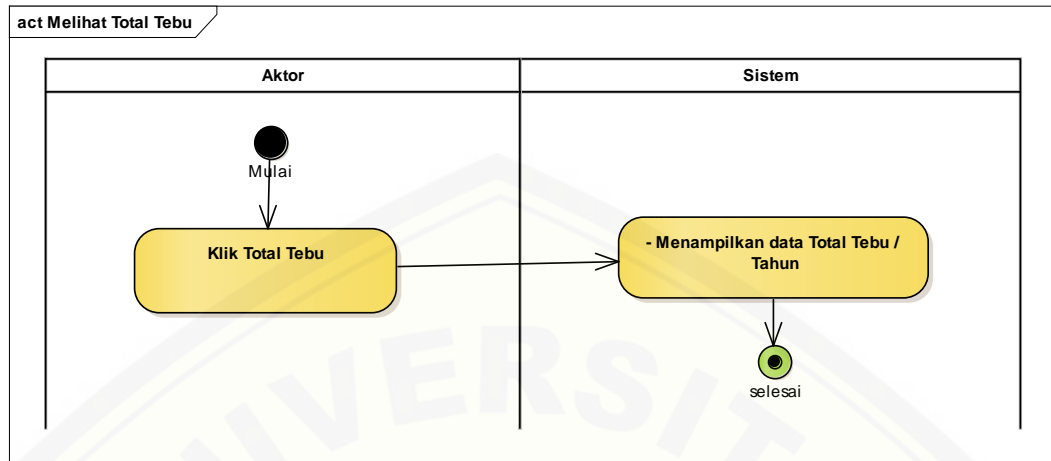 act Melihat Total Tebu
Aktor
Sistem
Mulai
Klik Total Tebu
- Menampilkan data Total Tebu /
Tahun
selesai